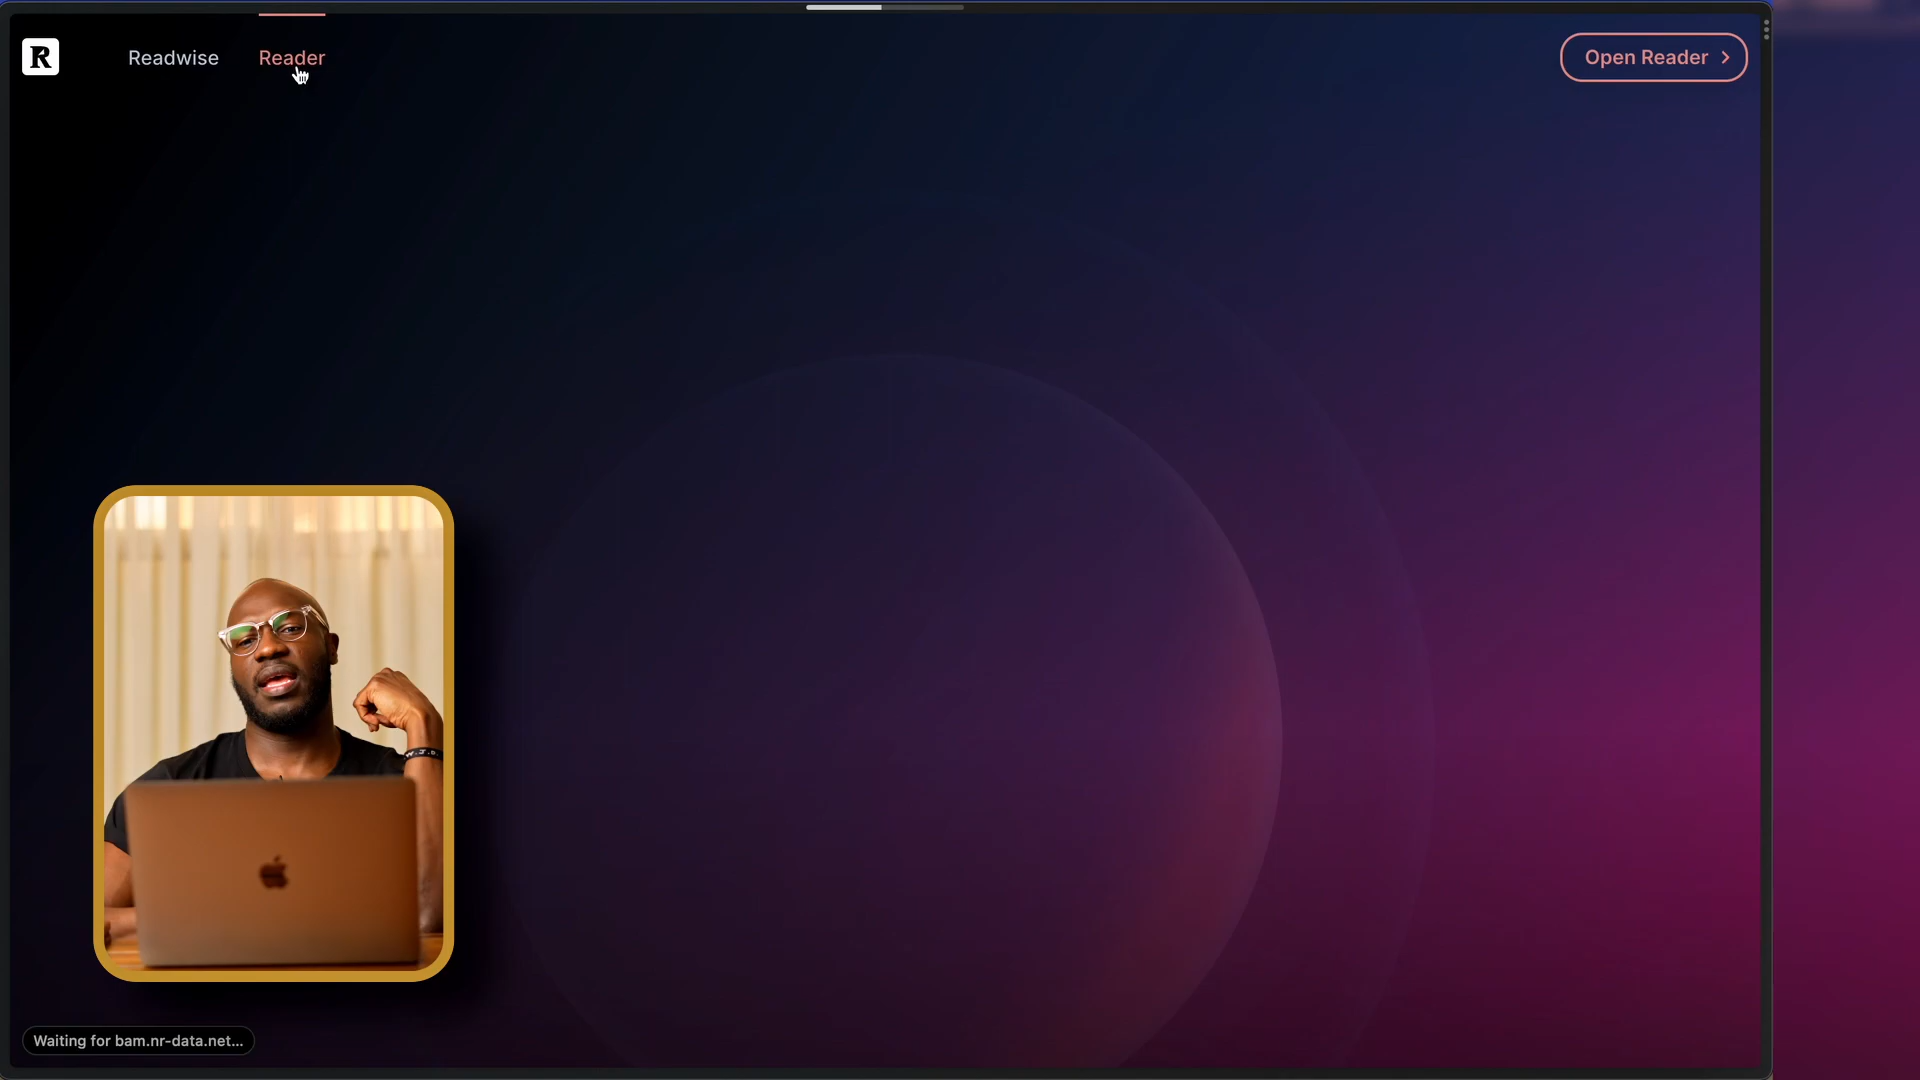 R
Readwise
Reader
Open Reader
W.J.D.
Waiting for bam.nr-data.net...